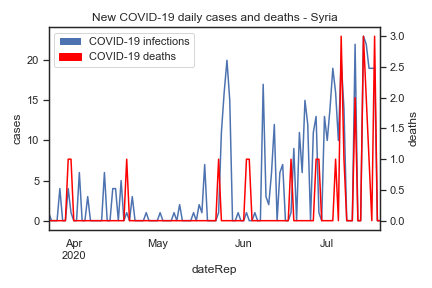 New COVID-19 daily cases and deaths - Syria
COVID-19 infections
COVID-19 deaths
cases
20
15
10
5
0
deaths
3.0
2.5
2.0
1.5
1.0
0.5
0.0
Apr
2020
May
Jun
Jul
dateRep